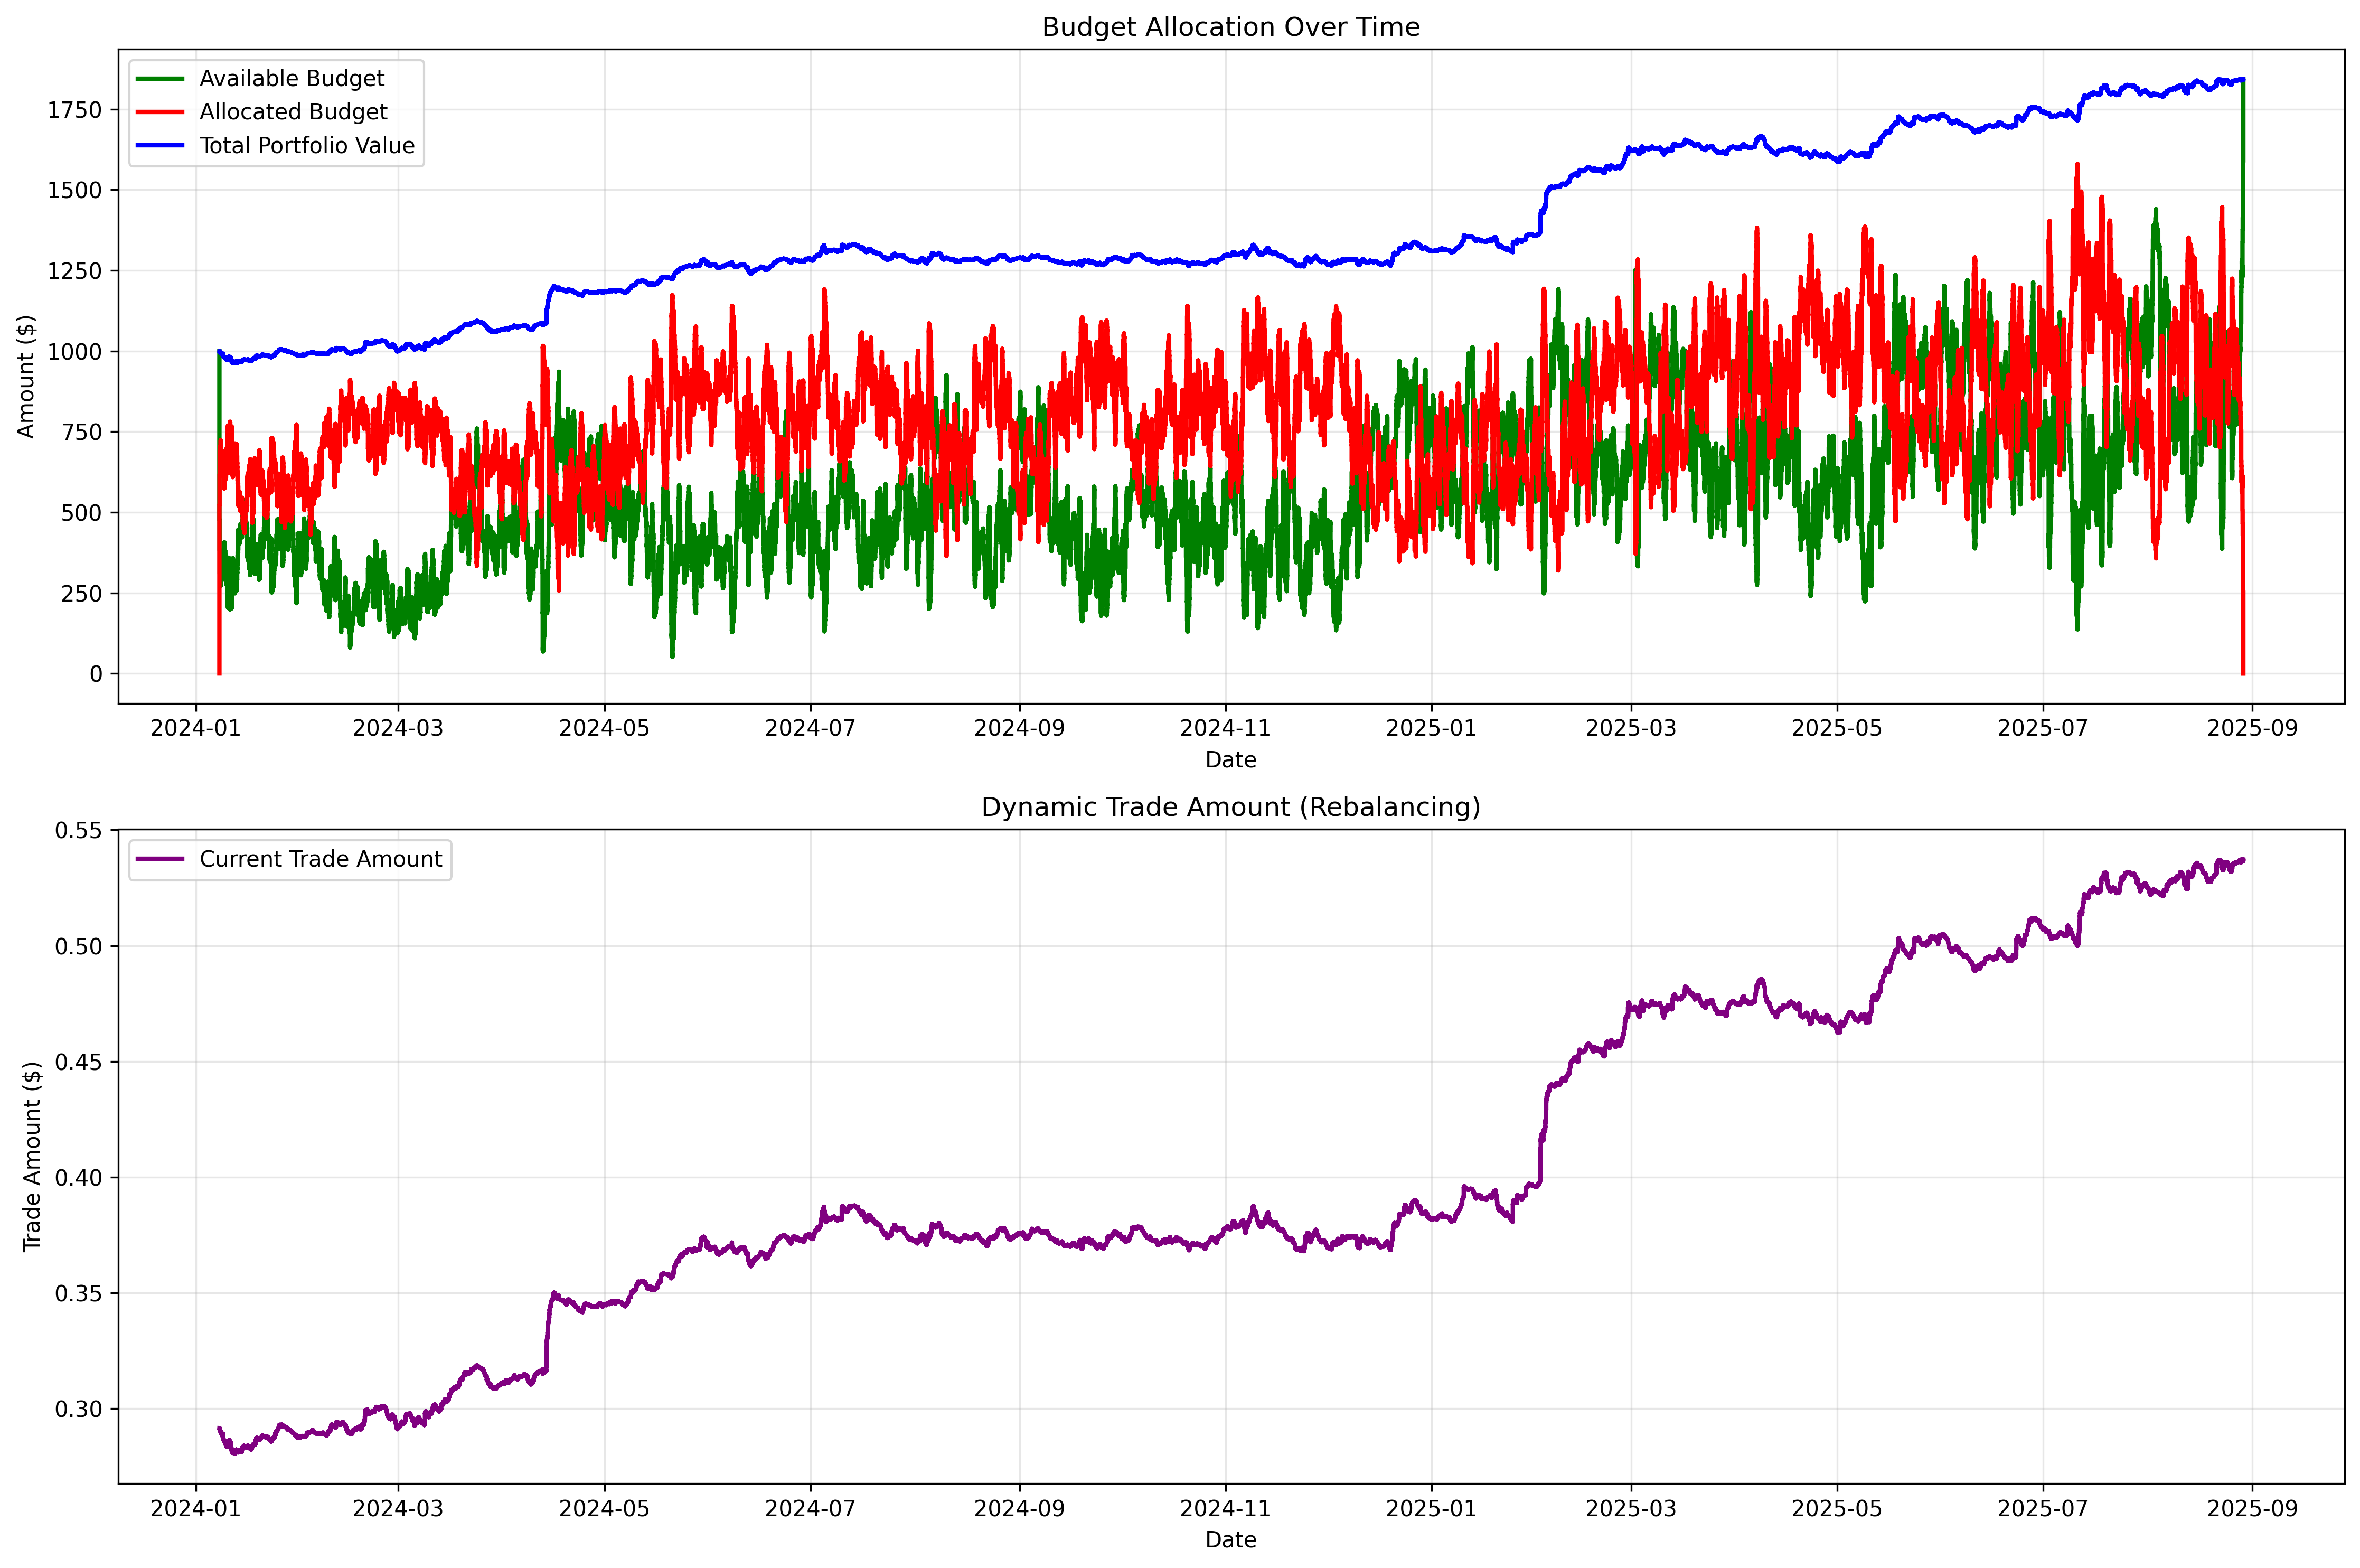 Budget Allocation Over Time
Available Budget
Allocated Budget
Total Portfolio Value
Amount ($)
1750
1500
1250
1000
750
500
250
0
2024-01 2024-03 2024-05 2024-07 2024-09 2024-11 2025-01 2025-03 2025-05 2025-07 2025-09
Date
Dynamic Trade Amount (Rebalancing)
Current Trade Amount
Trade Amount ($)
0.55
0.50
0.45
0.40
0.35
0.30
2024-01 2024-03 2024-05 2024-07 2024-09 2024-11 2025-01 2025-03 2025-05 2025-07 2025-09
Date